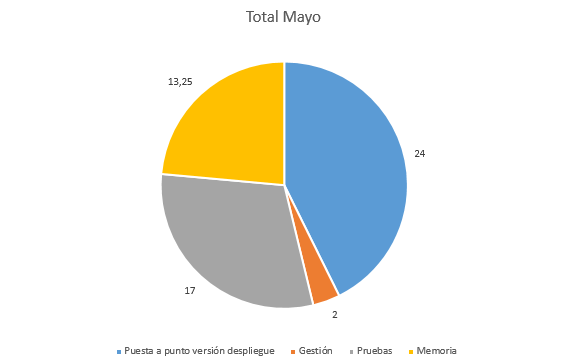 Total Mayo
13,25
24
17
2
Puesta a punto versión despliegue Gestión Pruebas Memoria